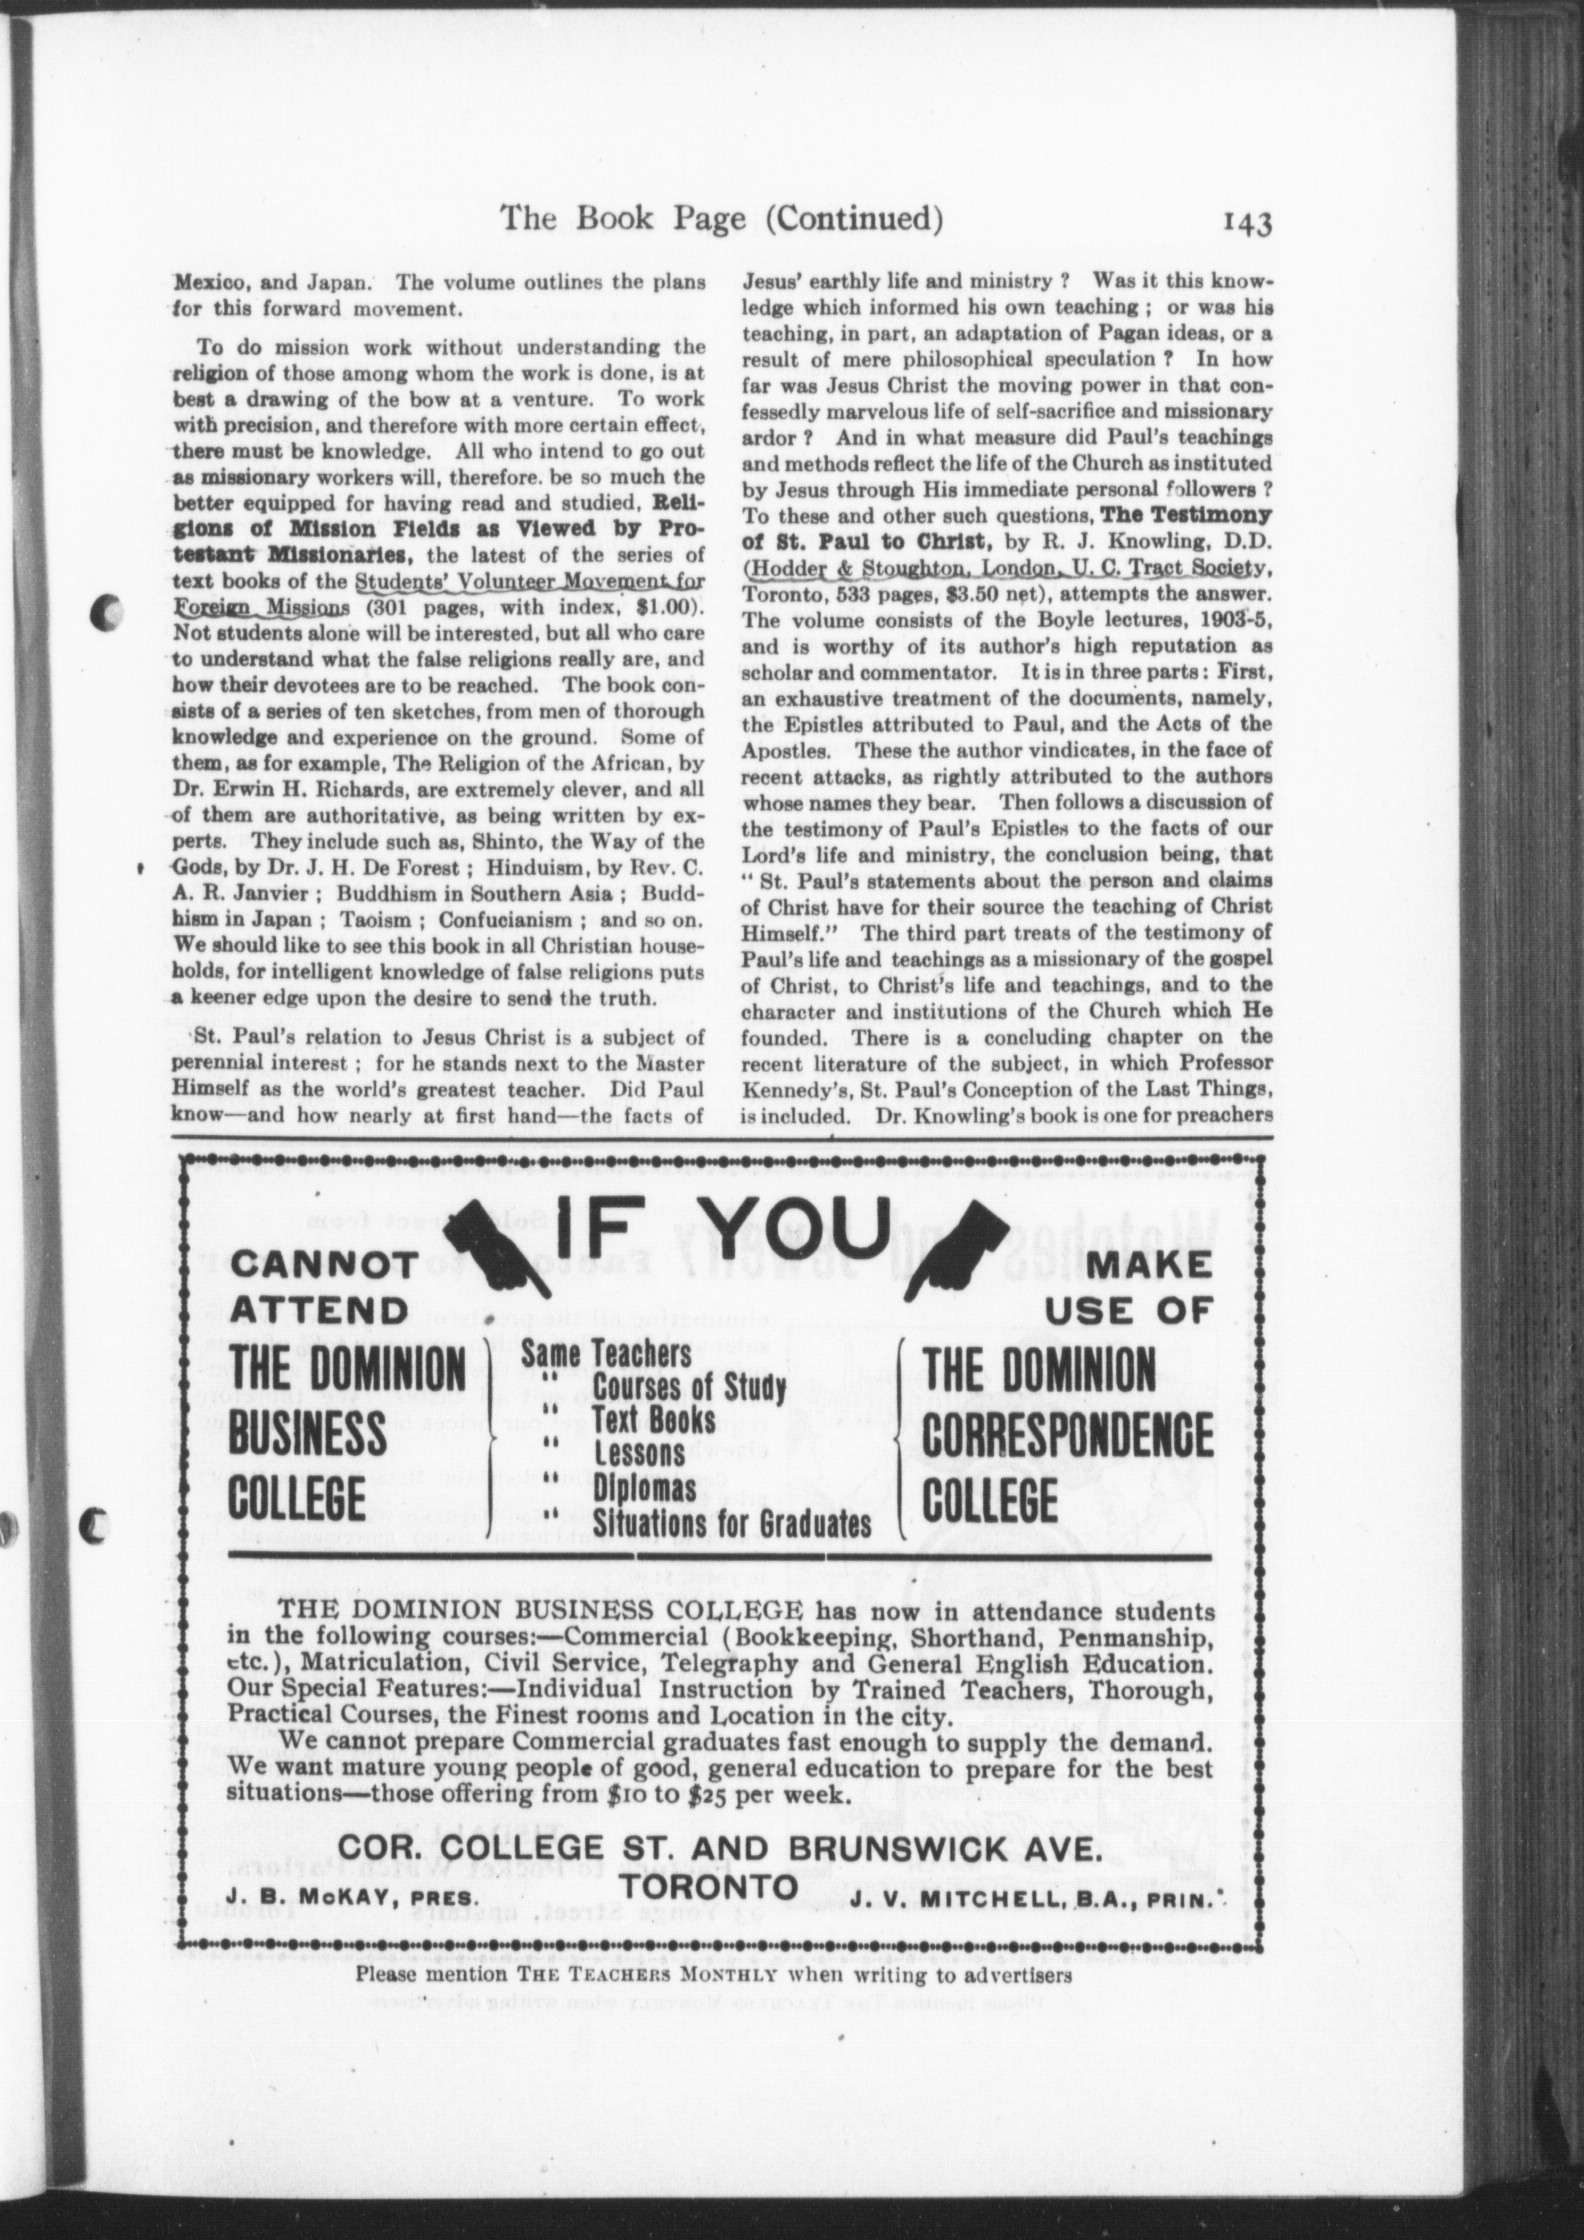 The Book Page (Continued)
143
Mexico, and Japan. The volume outlines the plans
for this forward movement.
To do mission work without understanding the
religion of those among whom the work is done, is at
best a drawing of the bow at a venture. To work
with precision, and therefore with more certain effect,
there must be knowledge. All who intend to go out
as missionary workers will, therefore. be so much the
better equipped for having read and studied, Reli-
gions of Mission Fields as Viewed by Pro-
testant Missionaries, the latest of the series of
text books of the Students' Volunteer Movement for
Foreign Missions (301 pages, with index, $1.00).
Not students alone will be interested, but all who care
to understand what the false religions really are, and
how their devotees are to be reached. The book con-
sists of a series of ten sketches, from men of thorough
knowledge and experience on the ground. Some of
them, as for example, The Religion of the African, by
Dr. Erwin H. Richards, are extremely clever, and all
of them are authoritative, as being written by ex-
perts. They include such as, Shinto, the Way of the
Gods, by Dr. J. H. De Forest ; Hinduism, by Rev. C.
A. R. Janvier ; Buddhism in Southern Asia ; Budd-
hism in Japan ; Taoism ; Confucianism ; and so on.
We should like to see this book in all Christian house-
holds, for intelligent knowledge of false religions puts
a keener edge upon the desire to send the truth.
St. Paul's relation to Jesus Christ is a subject of
perennial interest ; for he stands next to the Master
Himself as the world's greatest teacher. Did Paul
know—and how nearly at first hand—the facts of
Jesus' earthly life and ministry ? Was it this know-
ledge which informed his own teaching ; or was his
teaching, in part, an adaptation of Pagan ideas, or a
result of mere philosophical speculation ? In how
far was Jesus Christ the moving power in that con-
fessedly marvelous life of self-sacrifice and missionary
ardor ? And in what measure did Paul's teachings
and methods reflect the life of the Church as instituted
by Jesus through His immediate personal followers ?
To these and other such questions, The Testimony
of St. Paul to Christ, by R. J. Knowling, D.D.
(Hodder & Stoughton, London, U. C. Tract Society,
Toronto, 533 pages, $3.50 net), attempts the answer.
The volume consists of the Boyle lectures, 1903-5,
and is worthy of its author's high reputation as
scholar and commentator. It is in three parts : First,
an exhaustive treatment of the documents, namely,
the Epistles attributed to Paul, and the Acts of the
Apostles. These the author vindicates, in the face of
recent attacks, as rightly attributed to the authors
whose names they bear. Then follows a discussion of
the testimony of Paul's Epistles to the facts of our
Lord's life and ministry, the conclusion being, that
" St. Paul's statements about the person and claims
of Christ have for their source the teaching of Christ
Himself." The third part treats of the testimony of
Paul's life and teachings as a missionary of the gospel
of Christ, to Christ's life and teachings, and to the
character and institutions of the Church which He
founded. There is a concluding chapter on the
recent literature of the subject, in which Professor
Kennedy's, St. Paul's Conception of the Last Things,
is included. Dr. Knowling's book is one for preachers
IF YOU
CANNOT
ATTEND
THE DOMINION
BUSINESS
COLLEGE
Same Teachers
" Courses of Study
" Text Books
" Lessons
" Diplomas
" Situations for Graduates
MAKE
USE OF
THE DOMINION
CORRESPONDENCE
COLLEGE
THE DOMINION BUSINESS COLLEGE has now in attendance students
in the following courses:—Commercial (Bookkeeping, Shorthand, Penmanship,
etc.), Matriculation, Civil Service, Telegraphy and General English Education.
Our Special Features:—Individual Instruction by Trained Teachers, Thorough,
Practical Courses, the Finest rooms and Location in the city.
We cannot prepare Commercial graduates fast enough to supply the demand.
We want mature young people of good, general education to prepare for the best
situations—those offering from $10 to $25 per week.
COR. COLLEGE ST. AND BRUNSWICK AVE.
TORONTO
J. B. McKAY, PRES.
J. V. MITCHELL, B.A., PRIN.
Please mention THE TEACHERS MONTHLY when writing to advertisers